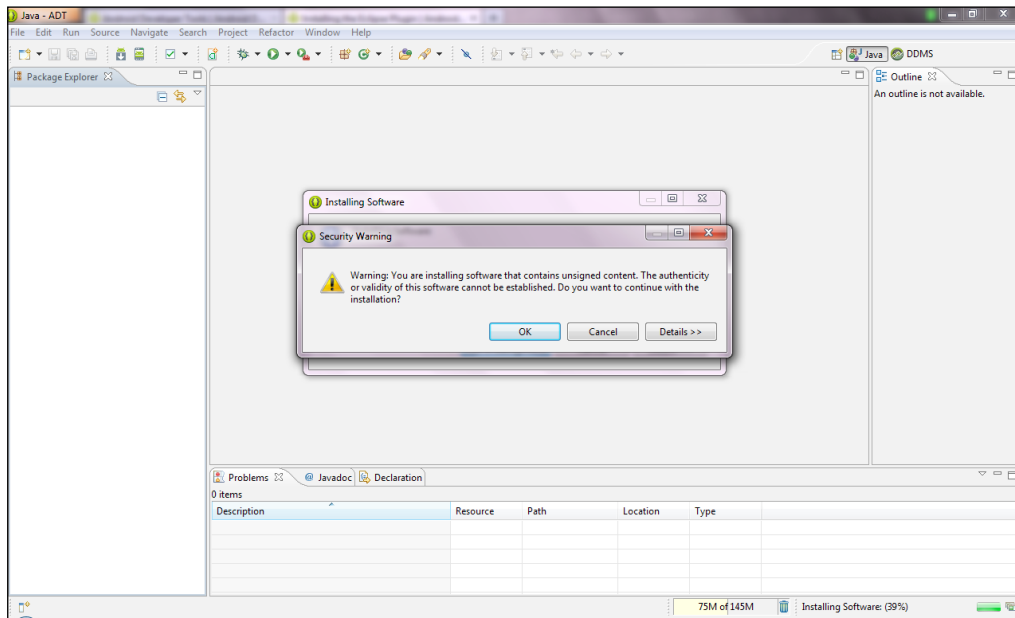 Java - ADT
File Edit Run Source Navigate Search Project Refactor Window Help
Java DDMS
Package Explorer
Outline
An outline is not available.
Installing Software
Security Warning
Warning: You are installing software that contains unsigned content. The authenticity
or validity of this software cannot be established. Do you want to continue with the
installation?
OK Cancel Details >>
Problems @ Javadoc Declaration
0 items
Description Resource Path Location Type
75M of 145M Installing Software: (39%)